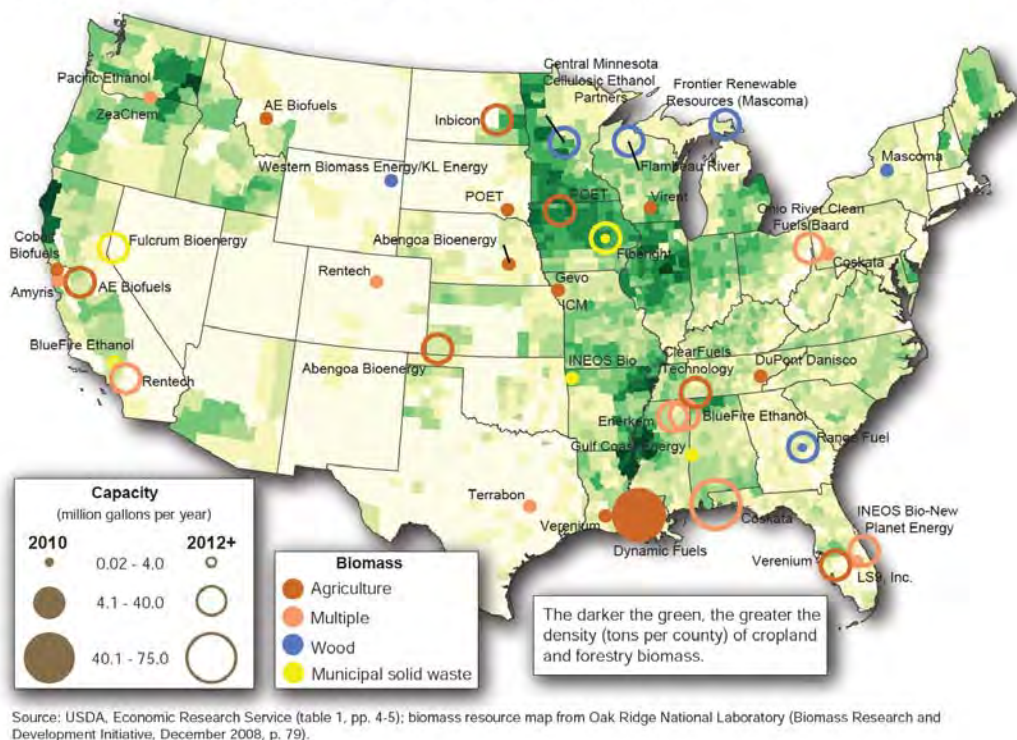 Pacific Ethanol
ZeaChem
AE Biofuels
Inbicon
Central Minnesota
Cellulosic Ethanol
Partners
Frontier Renewable
Resources (Mascoma)
Western Biomass Energy/KL Energy
Flambeau River
Mascoma
POET
POET
Virent
Ohio River Clean
Fuels/Baard
Coskata
Fulcrum Bioenergy
Abengoa Bioenergy
Fiberight
Cobalt
Biofuels
Amyris
AE Biofuels
Rentech
Gevo
ICM
BlueFire Ethanol
Rentech
Abengoa Bioenergy
INEOS Bio
ClearFuels
Technology
DuPont Danisco
Enerkem
BlueFire Ethanol
Gulf Coast Energy
Range Fuel
Terrabon
Verenium
Dynamic Fuels
Coskata
INEOS Bio-New
Planet Energy
Verenium
LS9, Inc.
Capacity
(million gallons per year)
2010 2012+
0.02 - 4.0
4.1 - 40.0
40.1 - 75.0
Biomass
Agriculture
Multiple
Wood
Municipal solid waste
The darker the green, the greater the
density (tons per county) of cropland
and forestry biomass.
Source: USDA, Economic Research Service (table 1, pp. 4-5); biomass resource map from Oak Ridge National Laboratory (Biomass Research and
Development Initiative, December 2008, p. 79).